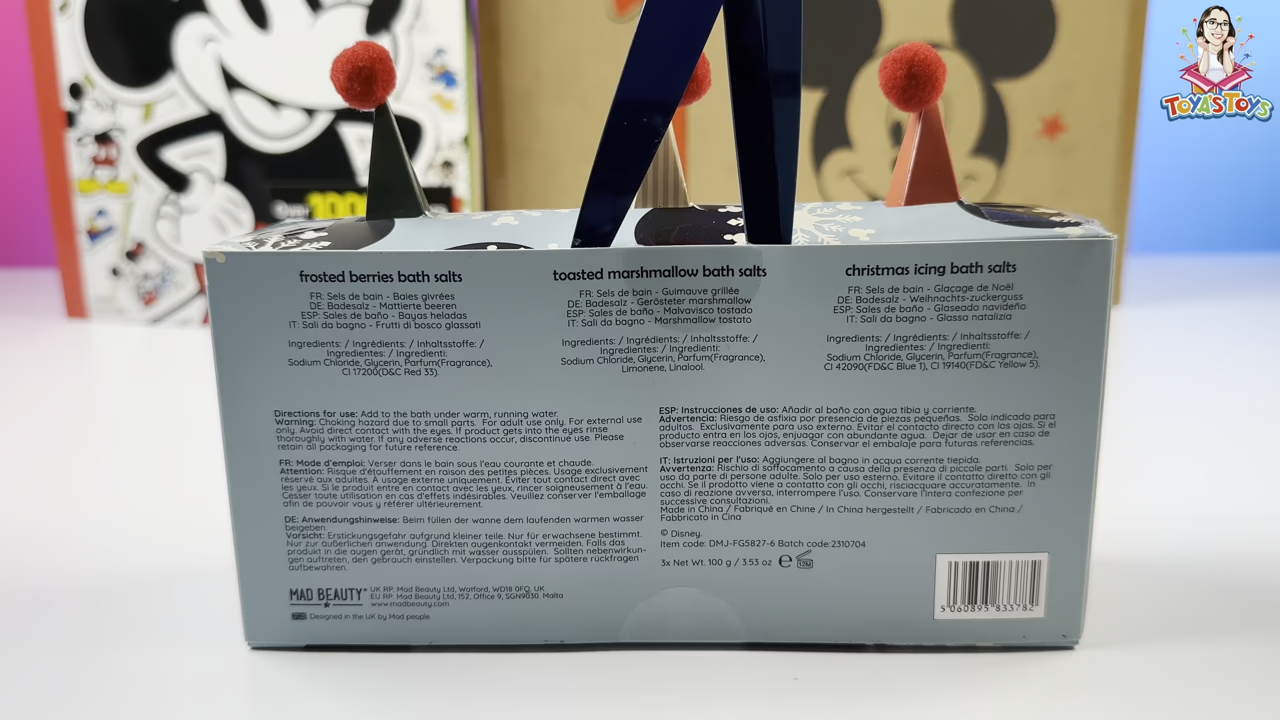 TOYA'S TOYS
Over 100
frosted berries bath salts
FR: Sels de bain - Baies givrées
DE: Badesalz - Mattierte beeren
ESP: Sales de baño - Bayas heladas
IT: Sali da bagno - Frutti di bosco glassati
Ingredients: / Ingrédients: / Inhaltsstoffe: /
Ingredientes: / Ingredienti:
Sodium Chloride, Glycerin, Parfum(Fragrance),
CI 17200(D&C Red 33).
toasted marshmallow bath salts
FR: Sels de bain - Guimauve grillée
DE: Badesalz - Gerösteter marshmallow
ESP: Sales de baño - Malvavisco tostado
IT: Sali da bagno - Marshmallow tostato
Ingredients: / Ingrédients: / Inhaltsstoffe: /
Ingredientes: / Ingredienti:
Sodium Chloride, Glycerin, Parfum(Fragrance),
Limonene, Linalool.
christmas icing bath salts
FR: Sels de bain - Glaçage de Noël
DE: Badesalz - Weihnachts-zuckerguss
ESP: Sales de baño - Glaseado navideño
IT: Sali da bagno - Glassa natalizia
Ingredients: / Ingrédients: / Inhaltsstoffe: /
Ingredientes: / Ingredienti:
Sodium Chloride, Glycerin, Parfum(Fragrance),
CI 42090(FD&C Blue 1), CI 19140(FD&C Yellow 5).
Directions for use: Add to the bath under warm, running water.
Warning: Choking hazard due to small parts. For adult use only. For external use
only. Avoid direct contact with the eyes. If product gets into the eyes rinse
thoroughly with water. If any adverse reactions occur, discontinue use. Please
retain all packaging for future reference.
FR: Mode d'emploi: Verser dans le bain sous l'eau courante et chaude.
Attention: Risque d'étouffement en raison des petites pièces. Usage exclusivement
réservé aux adultes. A usage externe uniquement. Éviter tout contact direct avec
les yeux. Si le produit entre en contact avec les yeux, rincer soigneusement à l'eau.
Cesser toute utilisation en cas d'effets indésirables. Veuillez conserver l'emballage
afin de pouvoir vous y référer ultérieurement.
DE: Anwendungshinweise: Beim füllen der wanne dem laufenden warmen wasser
beigeben.
Vorsicht: Erstickungsgefahr aufgrund kleiner teile. Nur für erwachsene bestimmt.
Nur zur äußerlichen anwendung. Direkten augenkontakt vermeiden. Falls das
produkt in die augen gerät, gründlich mit wasser ausspülen. Sollten nebenwirkun-
gen auftreten, den gebrauch einstellen. Verpackung bitte für spätere rückfragen
aufbewahren.
ESP: Instrucciones de uso: Añadir al baño con agua tibia y corriente.
Advertencia: Riesgo de asfixia por presencia de piezas pequeñas. Solo indicado para
adultos. Exclusivamente para uso externo. Evitar el contacto directo con los ojos. Si el
producto entra en los ojos, enjuagar con abundante agua. Dejar de usar en caso de
observarse reacciones adversas. Conservar el embalaje para futuras referencias.
IT: Istruzioni per l'uso: Aggiungere al bagno in acqua corrente tiepida.
Avvertenza: Rischio di soffocamento a causa della presenza di piccole parti. Solo per
uso da parte di persone adulte. Solo per uso esterno. Evitare il contatto diretto con gli
occhi. Se il prodotto viene a contatto con gli occhi, risciacquare accuratamente. In
caso di reazione avversa, interrompere l'uso. Conservare l'intera confezione per
successive consultazioni.
Made in China / Fabriqué en Chine / In China hergestellt / Fabricado en China /
Fabbricato in Cina
© Disney.
Item code: DMJ-FG5827-6 Batch code:2310704
3x Net Wt. 100 g / 3.53 oz e 12M
MAD BEAUTY
UK RP: Mad Beauty Ltd, Watford, WD18 0FQ, UK
EU RP: Mad Beauty Ltd, 152, Office 9, SGN9030, Malta
www.madbeauty.com
Designed in the UK by Mad people.
5 060895 833782